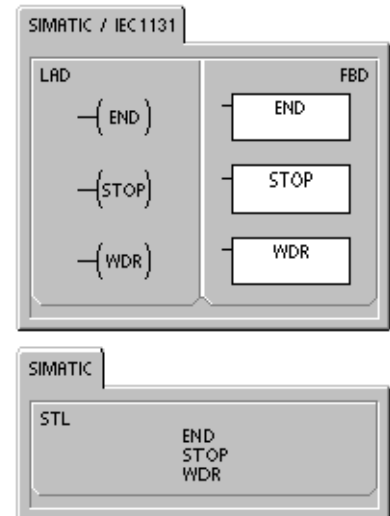 SIMATIC / IEC1131
LAD
FBD
END
END
STOP
STOP
WDR
WDR
SIMATIC
STL
END
STOP
WDR